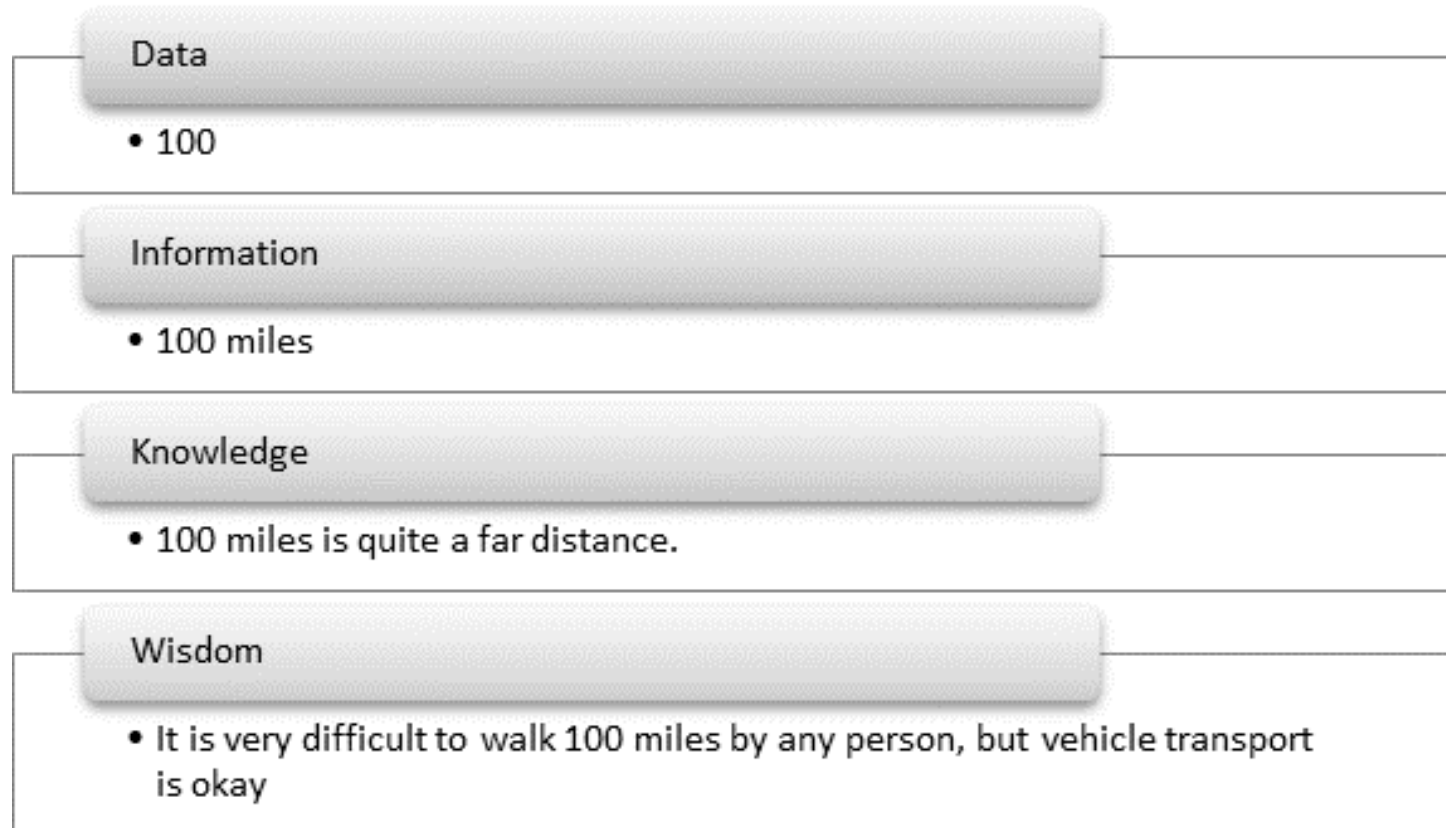 Data
• 100
Information
• 100 miles
Knowledge
• 100 miles is quite a far distance.
Wisdom
• It is very difficult to walk 100 miles by any person, but vehicle transport
is okay